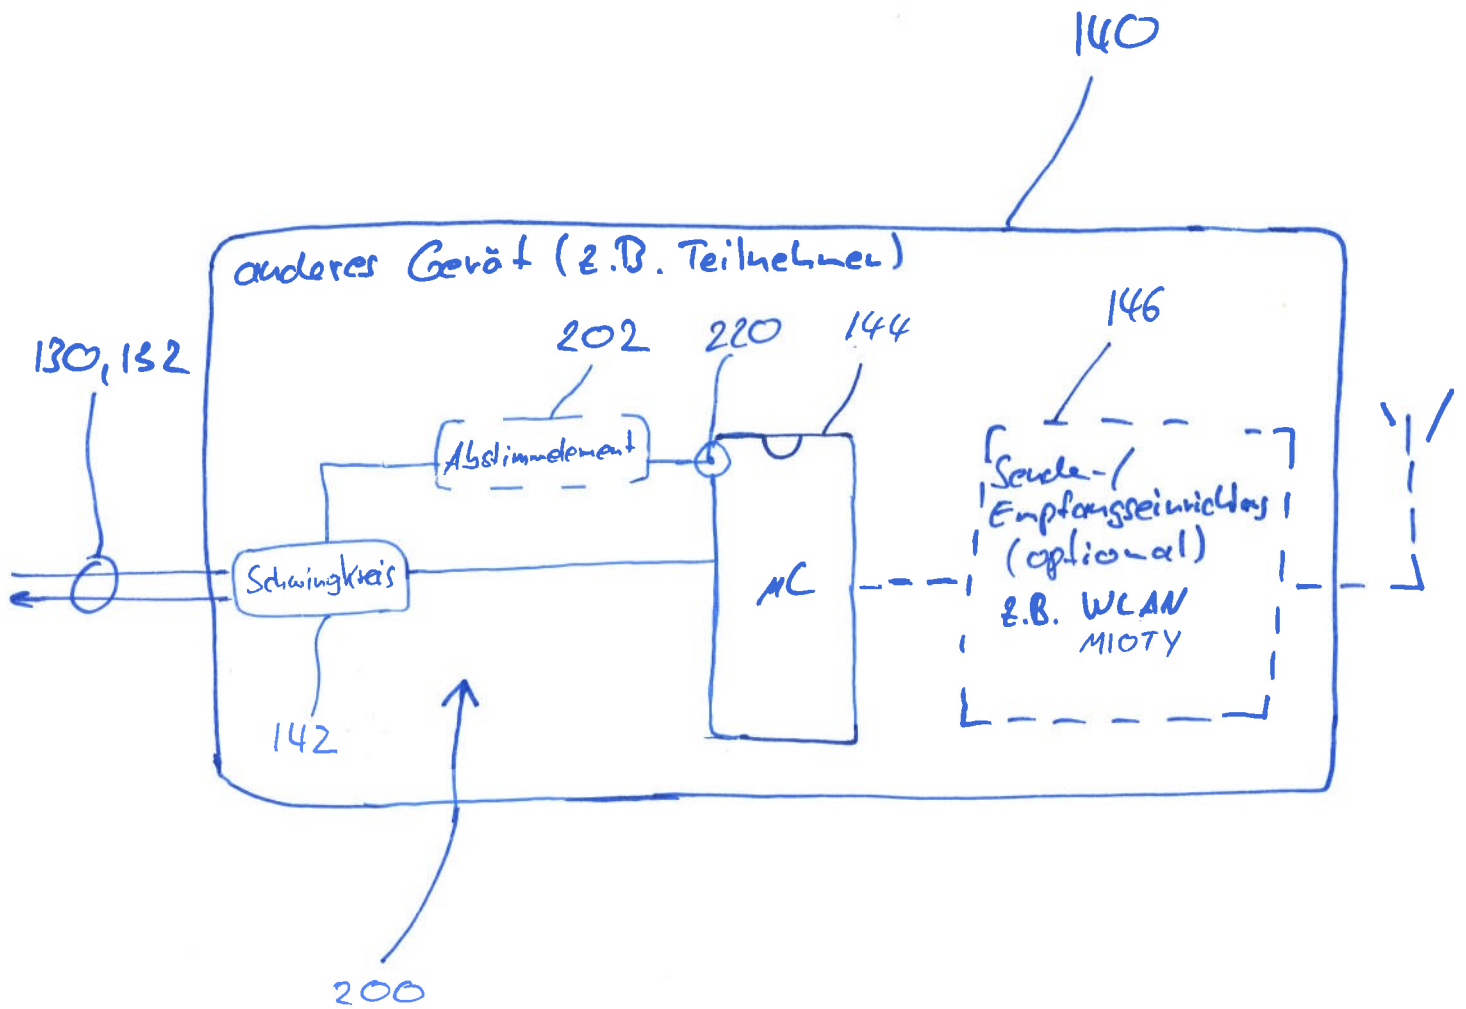 140
anderes Gerät (z.B. Teilnehmer)
130, 132
202
220
144
146
Abstimmelement
Sende-/
Empfangseinrichtung
(optional)
z.B. WLAN
MIOTY
Schwingkreis
µC
142
200